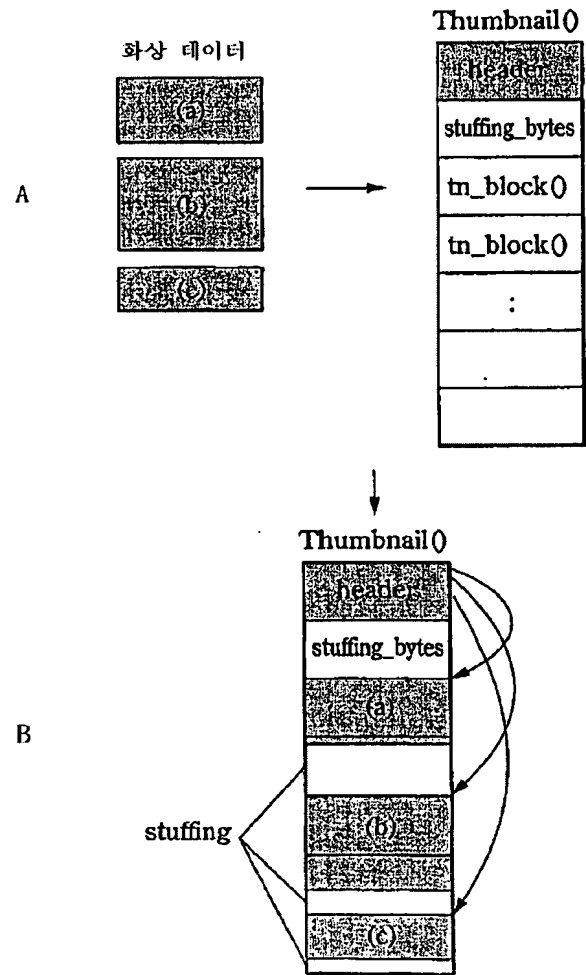 Thumbnail()
화상 데이터
header
(a)
stuffing_bytes
A
(b)
tn_block()
tn_block()
(c)
:
Thumbnail()
header
stuffing_bytes
(a)
B
stuffing
(b)
(c)